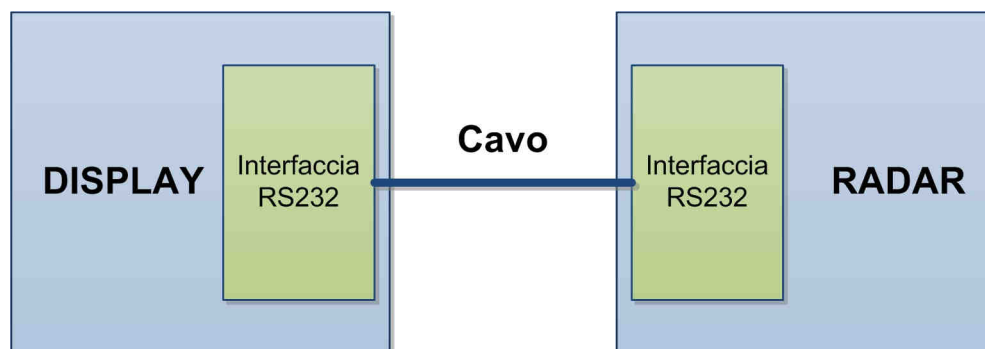 Cavo
DISPLAY
Interfaccia
RS232
Interfaccia
RS232
RADAR